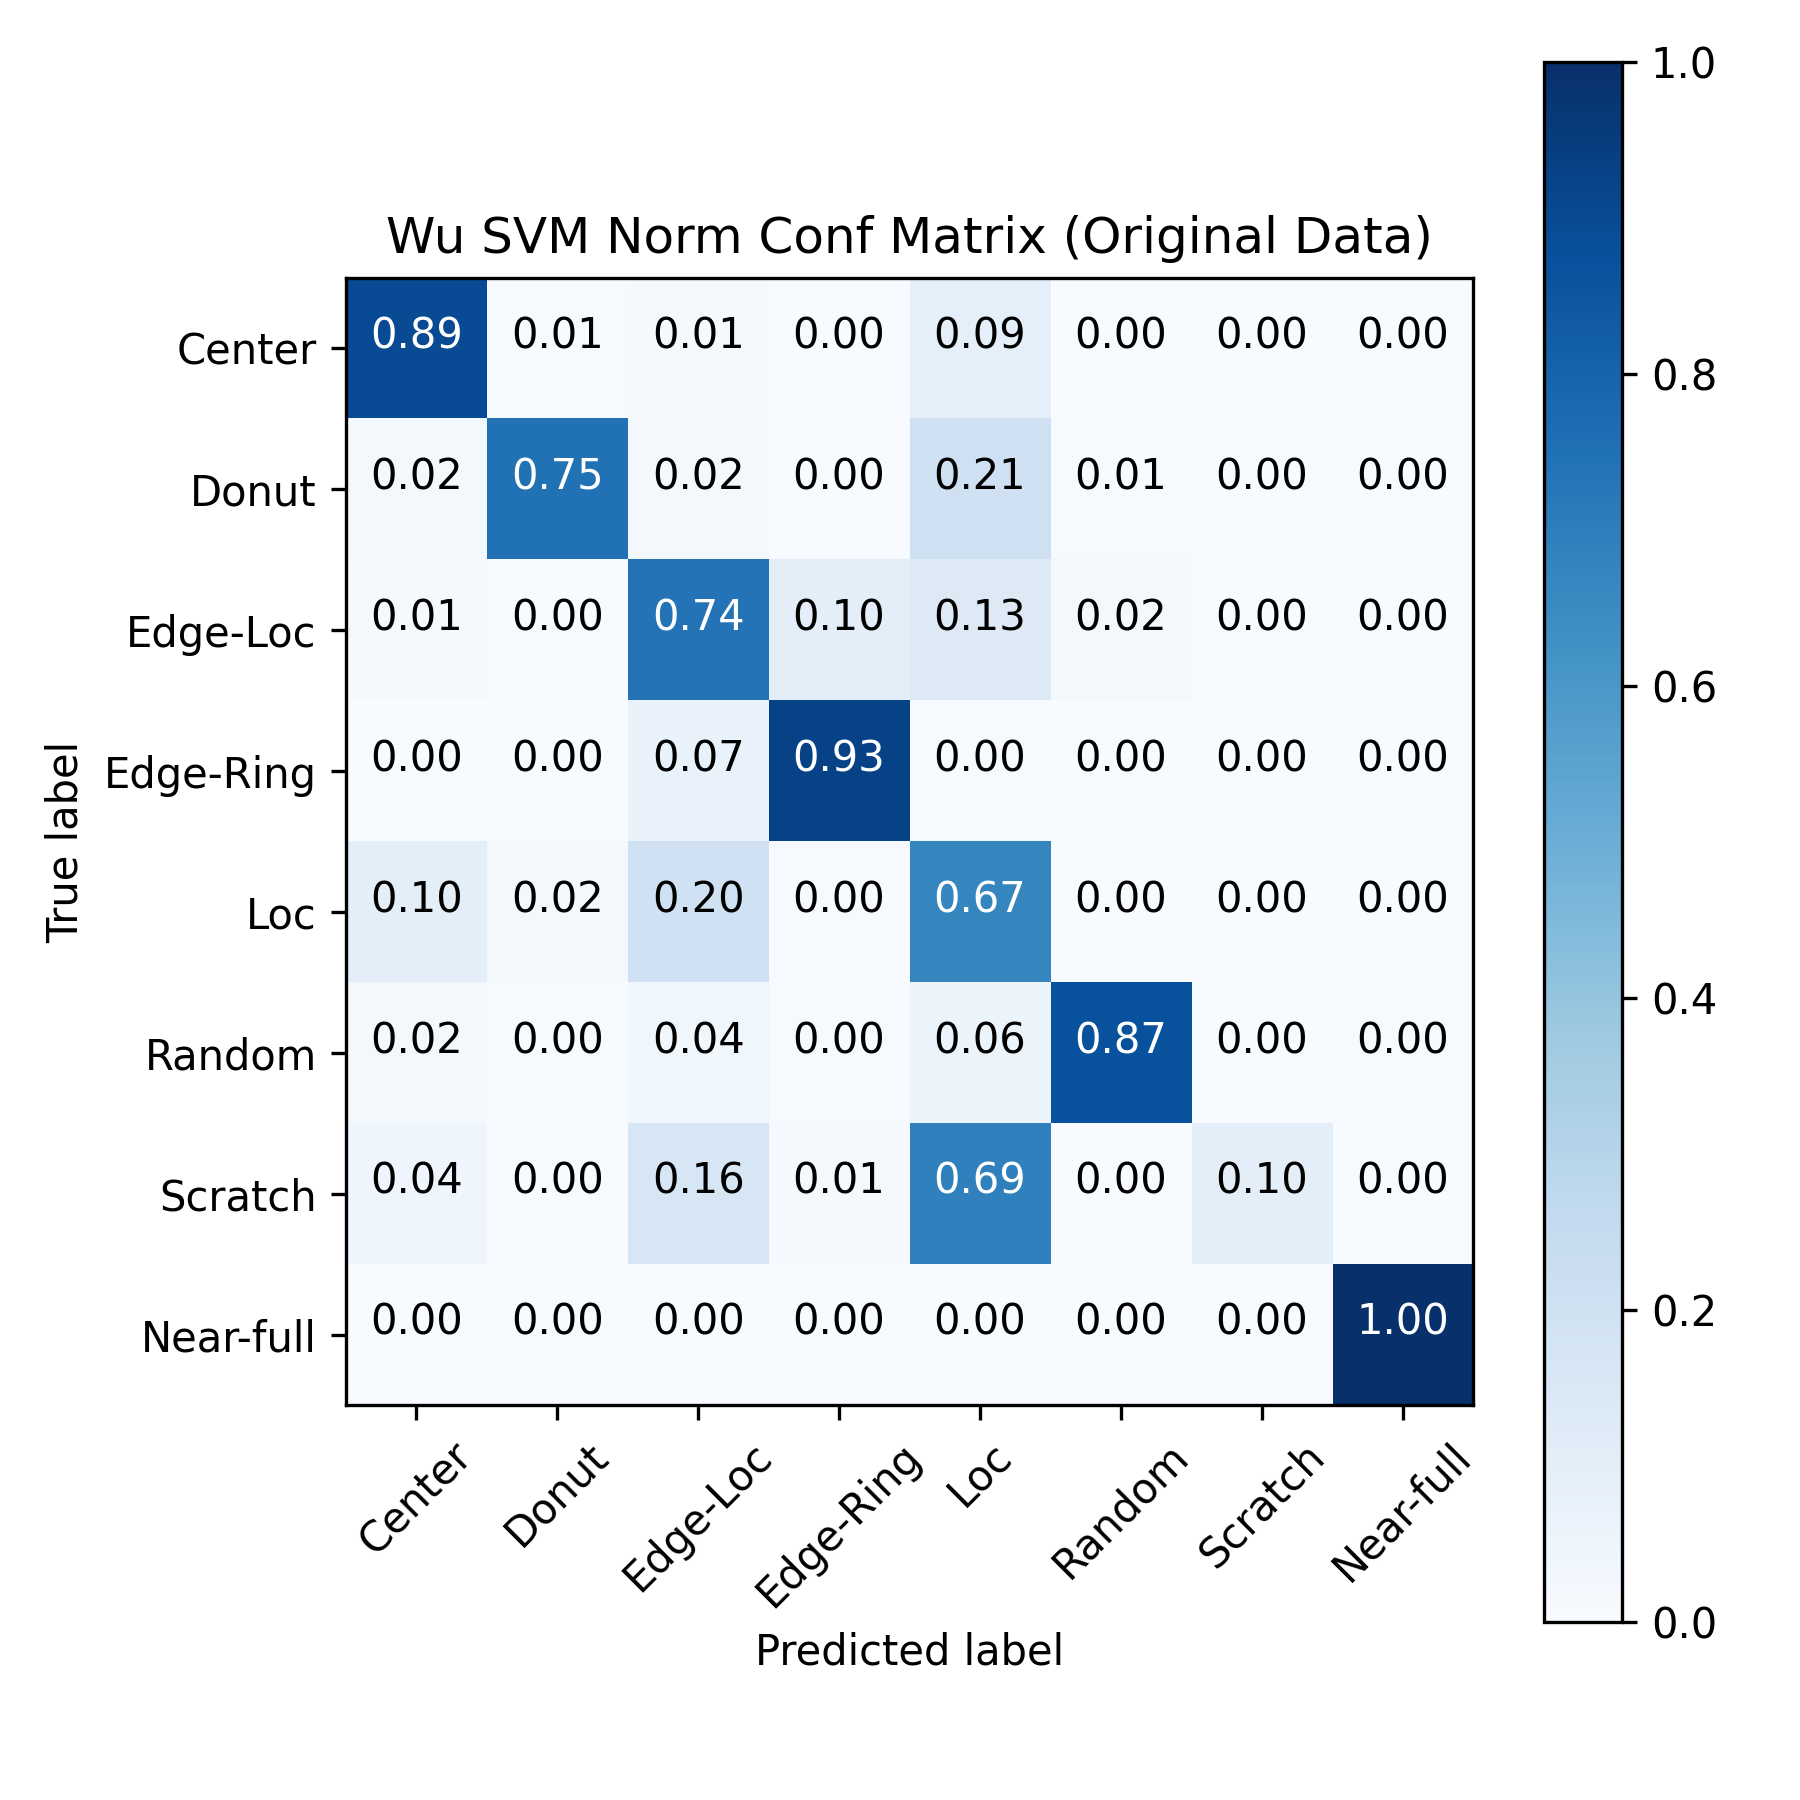 Wu SVM Norm Conf Matrix (Original Data)
Center 0.89 0.01 0.01 0.00 0.09 0.00 0.00 0.00
Donut 0.02 0.75 0.02 0.00 0.21 0.01 0.00 0.00
Edge-Loc 0.01 0.00 0.74 0.10 0.13 0.02 0.00 0.00
Edge-Ring 0.00 0.00 0.07 0.93 0.00 0.00 0.00 0.00
Loc 0.10 0.02 0.20 0.00 0.67 0.00 0.00 0.00
Random 0.02 0.00 0.04 0.00 0.06 0.87 0.00 0.00
Scratch 0.04 0.00 0.16 0.01 0.69 0.00 0.10 0.00
Near-full 0.00 0.00 0.00 0.00 0.00 0.00 0.00 1.00
True label
Center Donut Edge-Loc Edge-Ring Loc Random Scratch Near-full
Predicted label
1.0
0.8
0.6
0.4
0.2
0.0